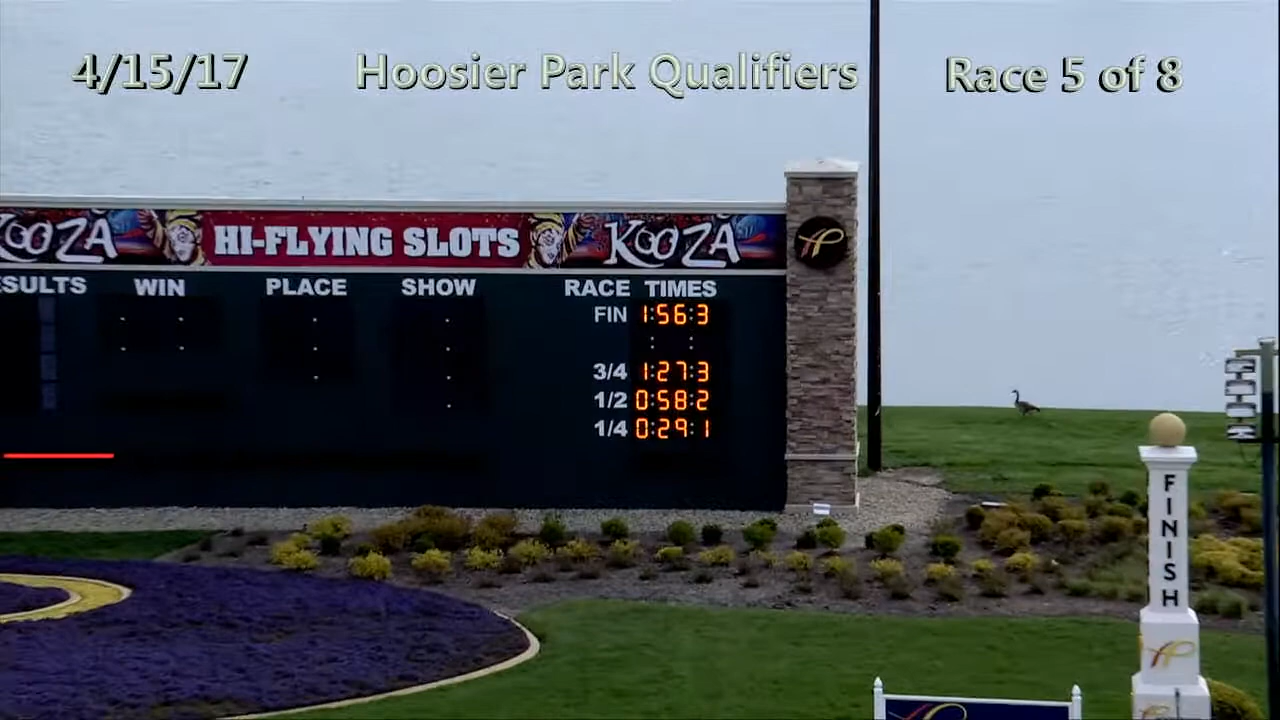 4/15/17 Hoosier Park Qualifiers Race 5 of 8
KOOZA HI-FLYING SLOTS KOOZA
SULTS WIN PLACE SHOW RACE TIMES
FIN 1:56:3
3/4 1:27:3
1/2 0:58:2
1/4 0:29:1
FINISH
HP